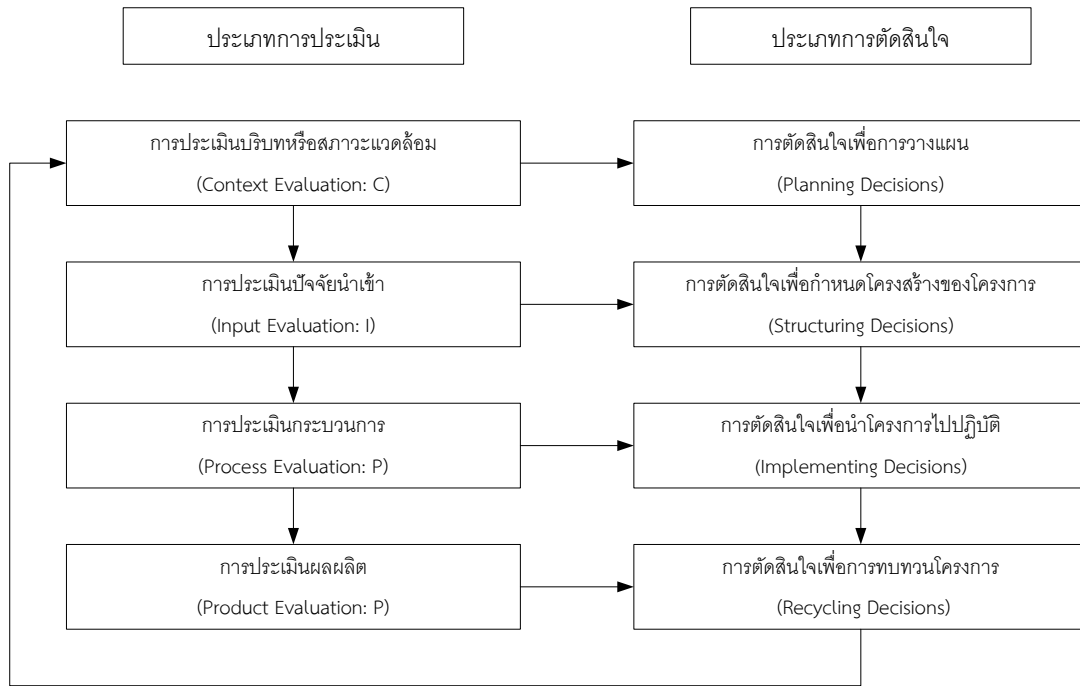 ประเภทการประเมิน
ประเภทการตัดสินใจ
การประเมินบริบทหรือสภาวะแวดล้อม
(Context Evaluation: C)
การตัดสินใจเพื่อการวางแผน
(Planning Decisions)
การประเมินปัจจัยนำเข้า
(Input Evaluation: I)
การตัดสินใจเพื่อกำหนดโครงสร้างของโครงการ
(Structuring Decisions)
การประเมินกระบวนการ
(Process Evaluation: P)
การตัดสินใจเพื่อนำโครงการไปปฏิบัติ
(Implementing Decisions)
การประเมินผลผลิต
(Product Evaluation: P)
การตัดสินใจเพื่อการทบทวนโครงการ
(Recycling Decisions)